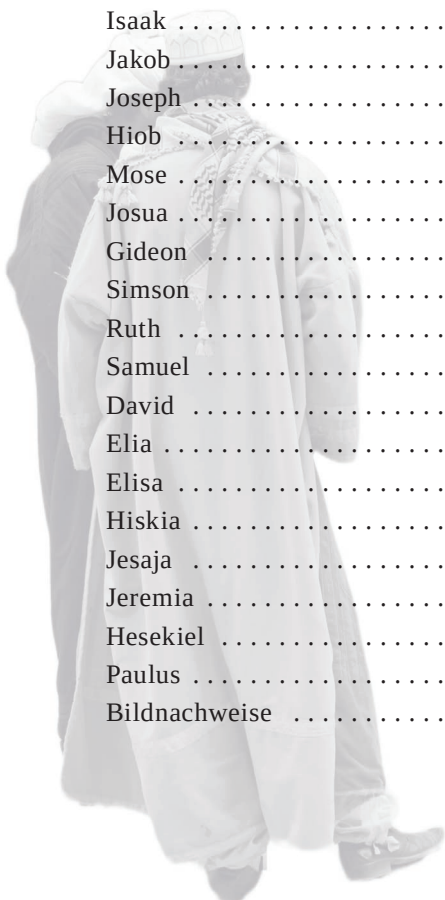 Isaak . . . . . . . . . . . . . . . . . . .
Jakob . . . . . . . . . . . . . . . . . . .
Joseph . . . . . . . . . . . . . . . . . .
Hiob . . . . . . . . . . . . . . . . . . .
Mose . . . . . . . . . . . . . . . . . . .
Josua . . . . . . . . . . . . . . . . . . .
Gideon . . . . . . . . . . . . . . . . . .
Simson . . . . . . . . . . . . . . . . . .
Ruth . . . . . . . . . . . . . . . . . . .
Samuel . . . . . . . . . . . . . . . . .
David . . . . . . . . . . . . . . . . . .
Elia . . . . . . . . . . . . . . . . . . . .
Elisa . . . . . . . . . . . . . . . . . . .
Hiskia . . . . . . . . . . . . . . . . . .
Jesaja . . . . . . . . . . . . . . . . . .
Jeremia . . . . . . . . . . . . . . . . .
Hesekiel . . . . . . . . . . . . . . . .
Paulus . . . . . . . . . . . . . . . . . .
Bildnachweise . . . . . . . . . . .